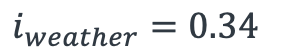 i_weather = 0.34